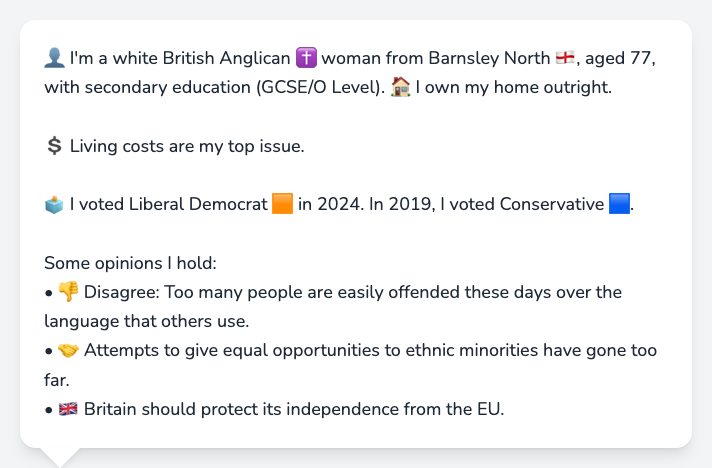 👤 I'm a white British Anglican ✝️ woman from Barnsley North 🏴󠁧󠁢󠁥󠁮󠁧󠁿, aged 77,
with secondary education (GCSE/O Level). 🏠 I own my home outright.
💲 Living costs are my top issue.
🗳️ I voted Liberal Democrat 🟧 in 2024. In 2019, I voted Conservative 🟦.
Some opinions I hold:
• 👎 Disagree: Too many people are easily offended these days over the
language that others use.
• 🤝 Attempts to give equal opportunities to ethnic minorities have gone too
far.
• 🇬🇧 Britain should protect its independence from the EU.